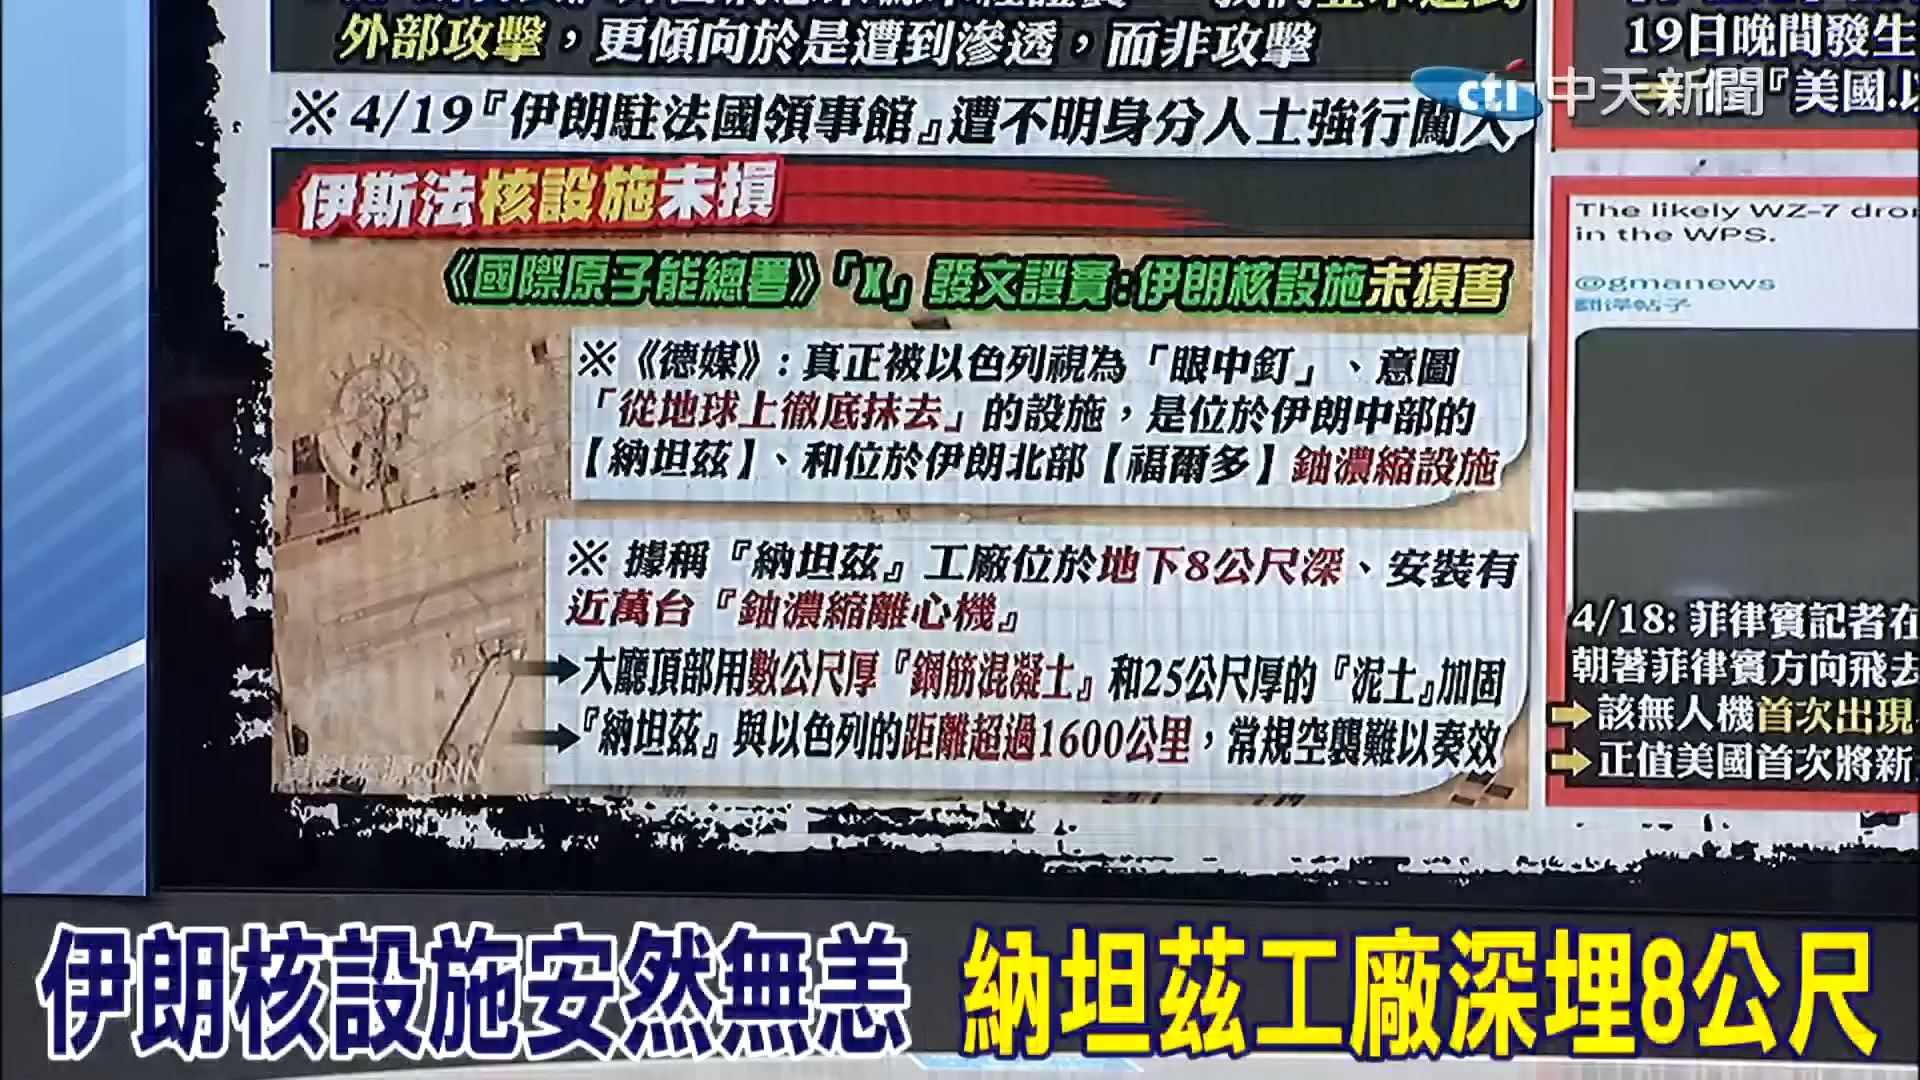 外部攻擊，更傾向於是遭到滲透，而非攻擊
※4/19『伊朗駐法國領事館』遭不明身分人士強行闖入
cti 中天新聞
伊斯法核設施未損
《國際原子能總署》「X」發文證實:伊朗核設施未損害
※《德媒》:真正被以色列視為「眼中釘」、意圖
「從地球上徹底抹去」的設施，是位於伊朗中部的
【納坦茲】、和位於伊朗北部【福爾多】鈾濃縮設施
※ 據稱『納坦茲』工廠位於地下8公尺深、安裝有
近萬台『鈾濃縮離心機』
大廳頂部用數公尺厚『鋼筋混凝土』和25公尺厚的『泥土』加固
『納坦茲』與以色列的距離超過1600公里，常規空襲難以奏效
19日晚間發生
『美國.以
The likely WZ-7 dron
in the WPS.
@gmanews
翻譯帖子
4/18: 菲律賓記者在
朝著菲律賓方向飛去
該無人機首次出現
正值美國首次將新
伊朗核設施安然無恙 納坦茲工廠深埋8公尺